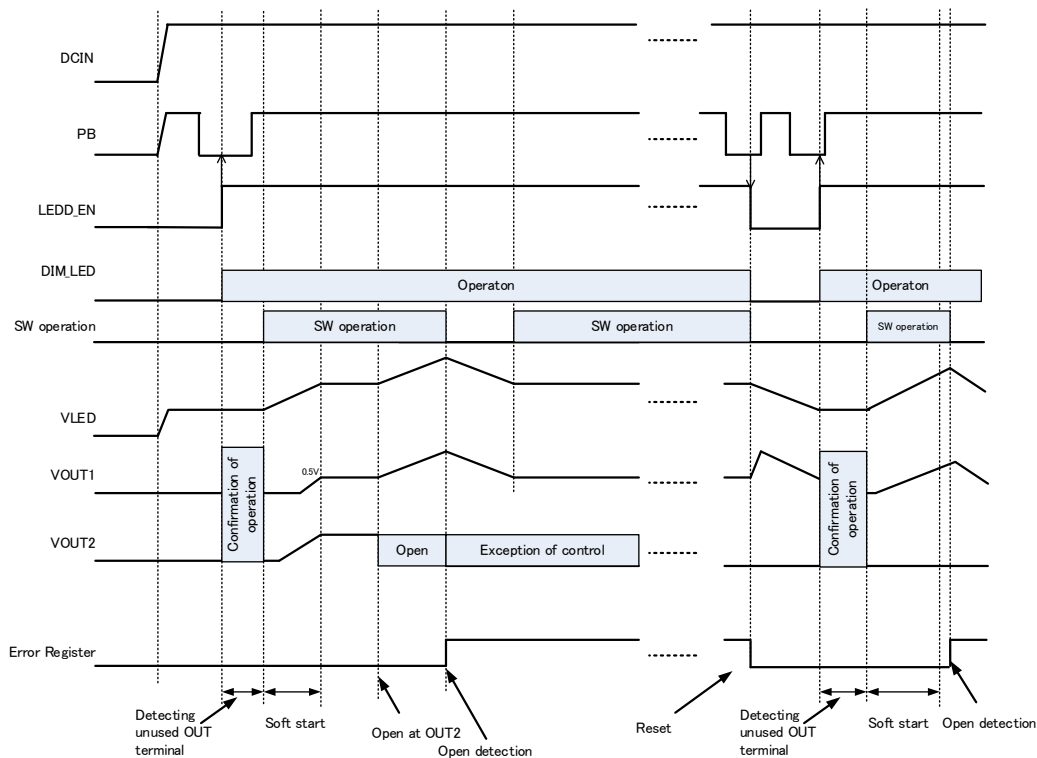 DCIN
PB
LEDD_EN
DIM_LED
Operaton
Operaton
SW operation
SW operation
SW operation
SW operation
VLED
VOUT1
0.5V
Confirmation of
operation
Confirmation of
operation
VOUT2
Open
Exception of control
Error Register
Detecting
unused OUT
terminal
Soft start
Open at OUT2
Open detection
Reset
Detecting
unused OUT
terminal
Soft start
Open detection